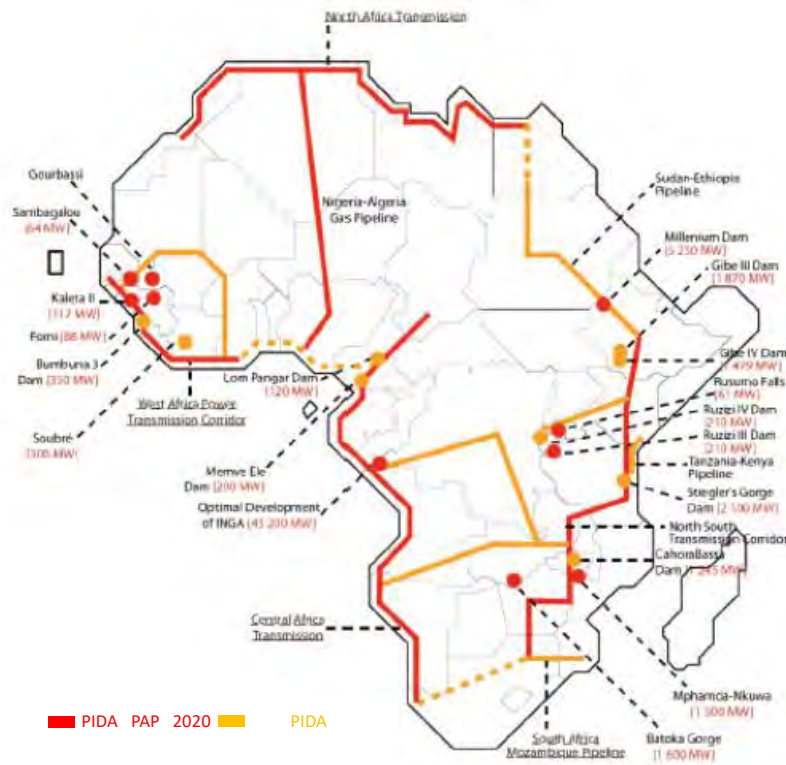 North Africa Transmission
Gourbassi
Sambagalou
(64 MW)
Kaleta II
(117 MW)
Fomi (88 MW)
Bumbuna 3
Dam (350 MW)
Soubré
(300 MW)
West Africa Power
Transmission Corridor
Nigeria-Algeria
Gas Pipeline
Lom Pangar Dam
(120 MW)
Memve Ele
Dam (200 MW)
Optimal Development
of INGA (43 200 MW)
Central Africa
Transmission
Sudan-Ethiopia
Pipeline
Millenium Dam
(5 250 MW)
Gibe III Dam
(1 870 MW)
Gibe IV Dam
1 479 MW)
Rusumo Falls
(61 MW)
Ruzizi IV Dam
(210 MW)
Ruzizi III Dam
(210 MW)
Tanzania-Kenya
Pipeline
Stiegler's Gorge
Dam (2 100 MW)
North South
Transmission Corridor
CahoraBassa
Dam 245 MW)
Mphamcia-Nkuwa
(1 500 MW)
Batoka Gorge
(1 600 MW)
South Africa
Mozambique Pipeline
PIDA PAP 2020
PIDA